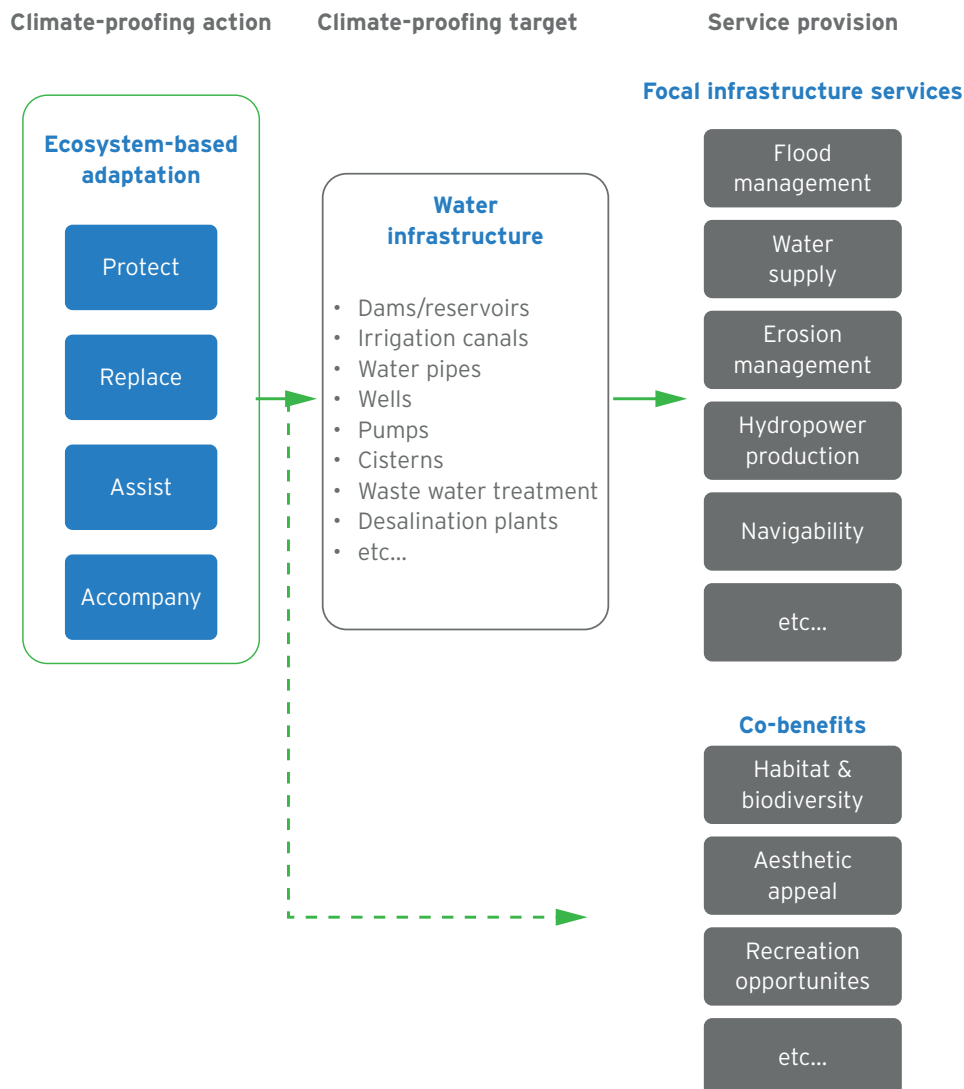 Climate-proofing action
Climate-proofing target
Service provision
Ecosystem-based
adaptation
Protect
Replace
Assist
Accompany
Water
infrastructure
• Dams/reservoirs
• Irrigation canals
• Water pipes
• Wells
• Pumps
• Cisterns
• Waste water treatment
• Desalination plants
• etc...
Focal infrastructure services
Flood
management
Water
supply
Erosion
management
Hydropower
production
Navigability
etc...
Co-benefits
Habitat &
biodiversity
Aesthetic
appeal
Recreation
opportunites
etc...